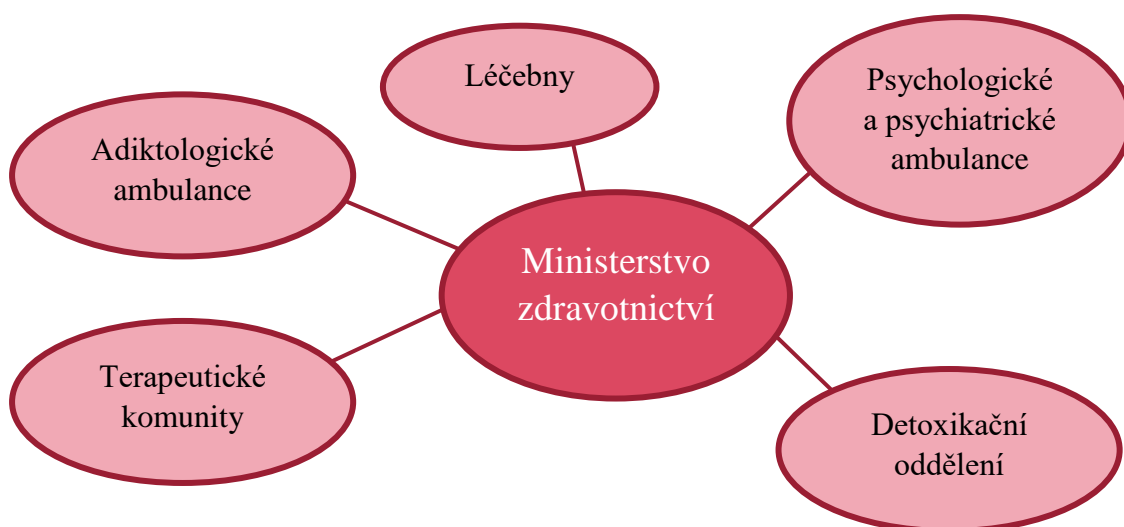 Léčebny
Psychologické
a psychiatrické
ambulance
Adiktologické
ambulance
Ministerstvo
zdravotnictví
Terapeutické
komunity
Detoxikační
oddělení